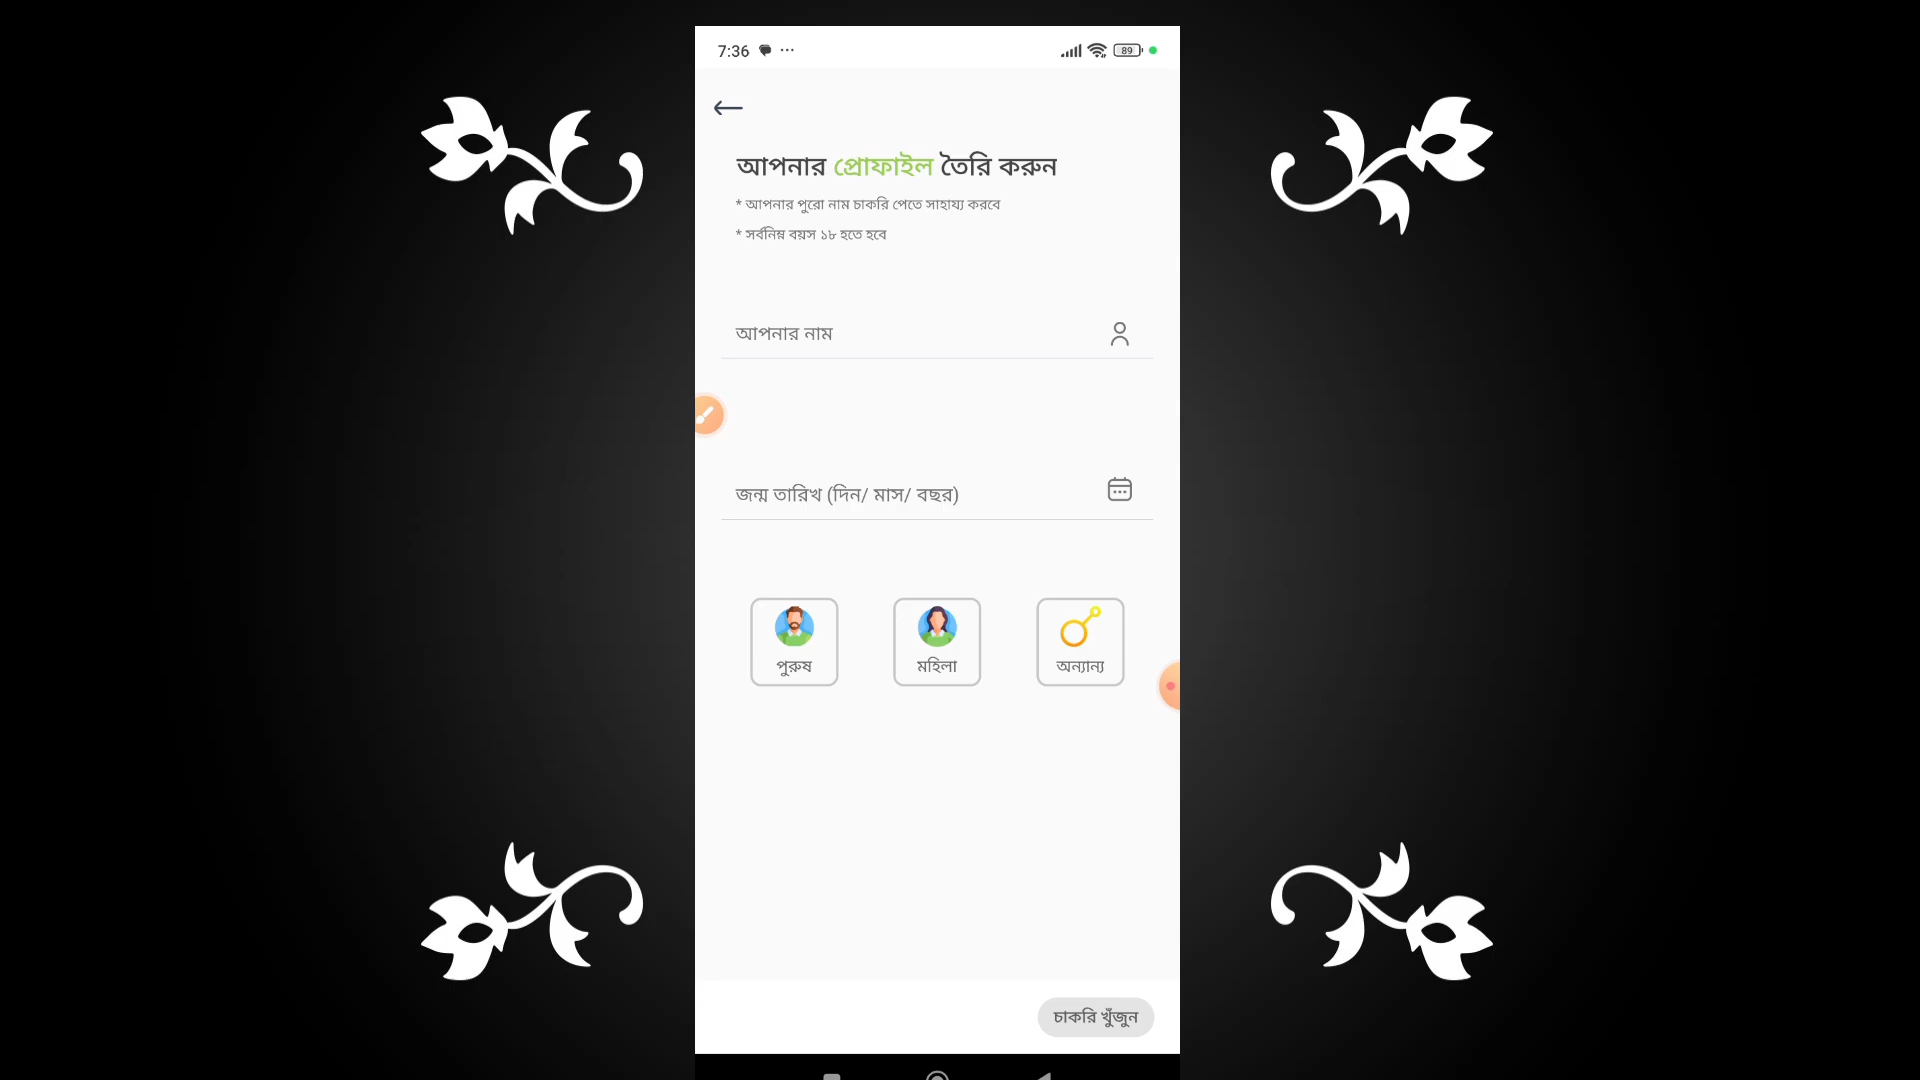 7:36
89
আপনার প্রোফাইল তৈরি করুন
* আপনার পুরো নাম চাকরি পেতে সাহায্য করবে
* সর্বনিম্ন বয়স ১৮ হতে হবে
আপনার নাম
জন্ম তারিখ (দিন/ মাস/ বছর)
পুরুষ মহিলা অন্যান্য
চাকরি খুঁজুন